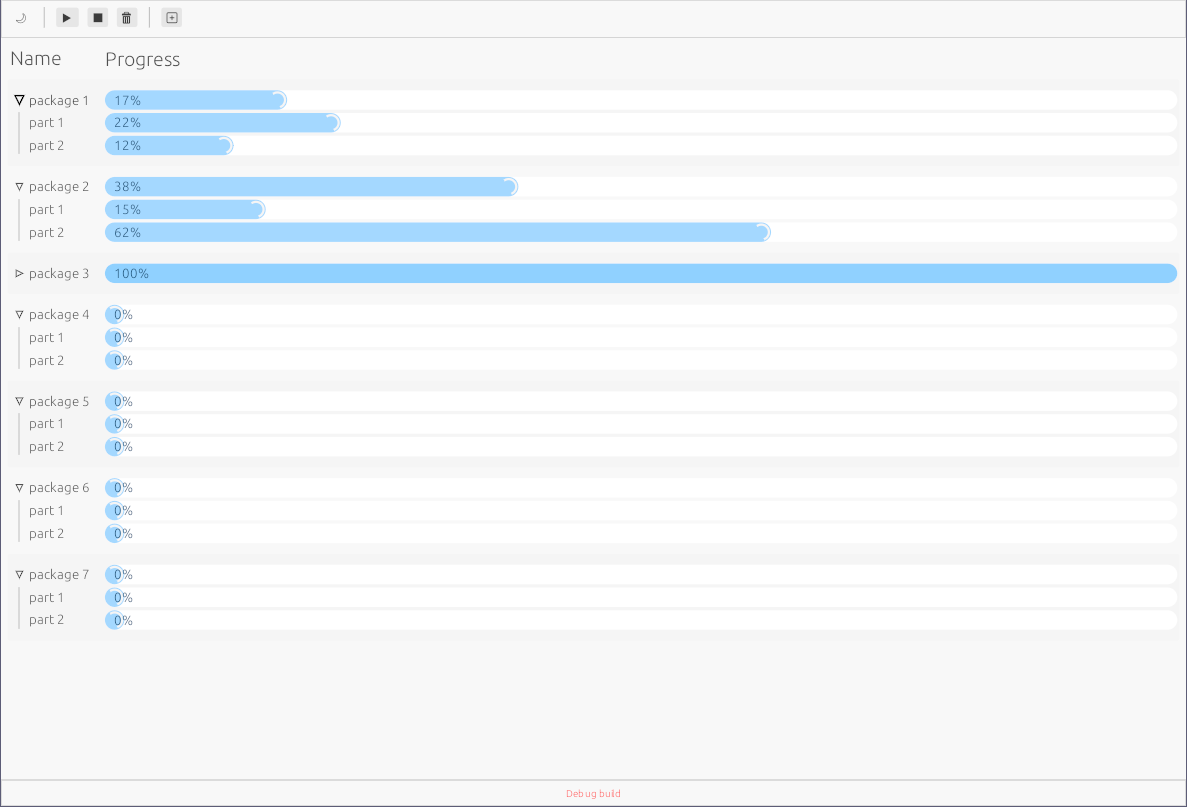 Name Progress
package 1 17%
part 1 22%
part 2 12%
package 2 38%
part 1 15%
part 2 62%
package 3 100%
package 4 0%
part 1 0%
part 2 0%
package 5 0%
part 1 0%
part 2 0%
package 6 0%
part 1 0%
part 2 0%
package 7 0%
part 1 0%
part 2 0%
Debug build